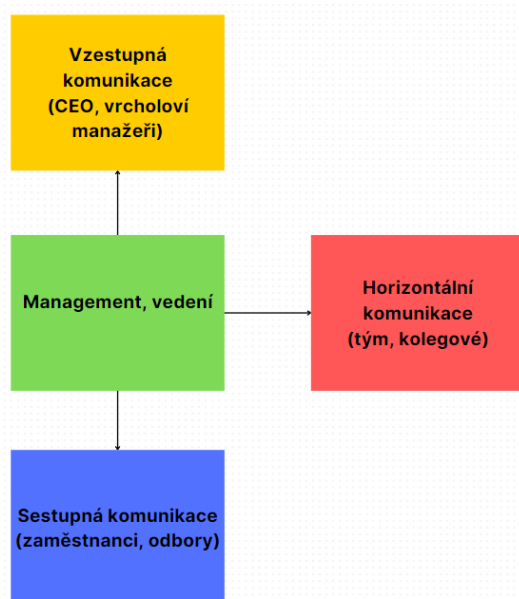 Vzestupná
komunikace
(CEO, vrcholoví
manažeři)
Management, vedení
Horizontální
komunikace
(tým, kolegové)
Sestupná komunikace
(zaměstnanci, odbory)